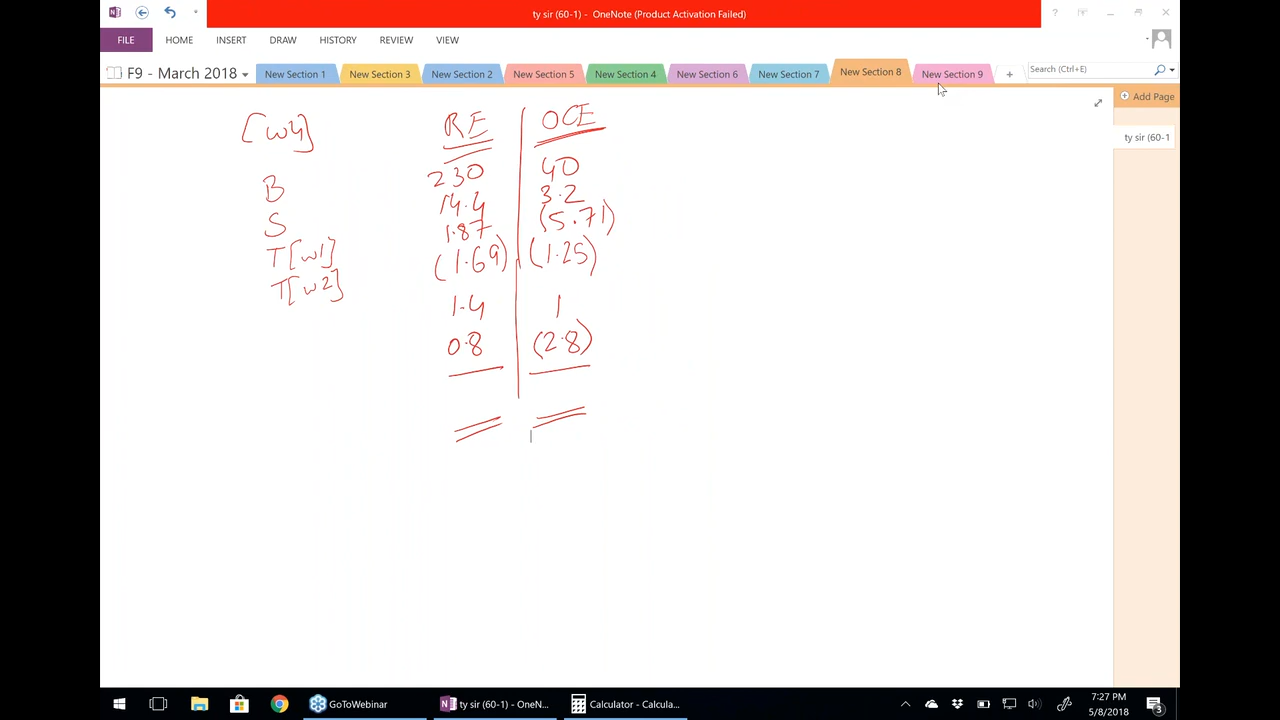 ty sir (60-1) - OneNote (Product Activation Failed)
FILE HOME INSERT DRAW HISTORY REVIEW VIEW
F9 - March 2018 New Section 1 New Section 3 New Section 2 New Section 5 New Section 4 New Section 6 New Section 7 New Section 8 New Section 9 Search (Ctrl+E)
Add Page
ty sir (60-1
[w4] RE OCE
230 40
B 14.4 3.2
S 1.87 (5.71)
T[w1] (1.69) (1.25)
T[w2]
1.4 1
0.8 (2.8)
GoToWebinar ty sir (60-1) - OneN... Calculator - Calcula...
7:27 PM
5/8/2018
3